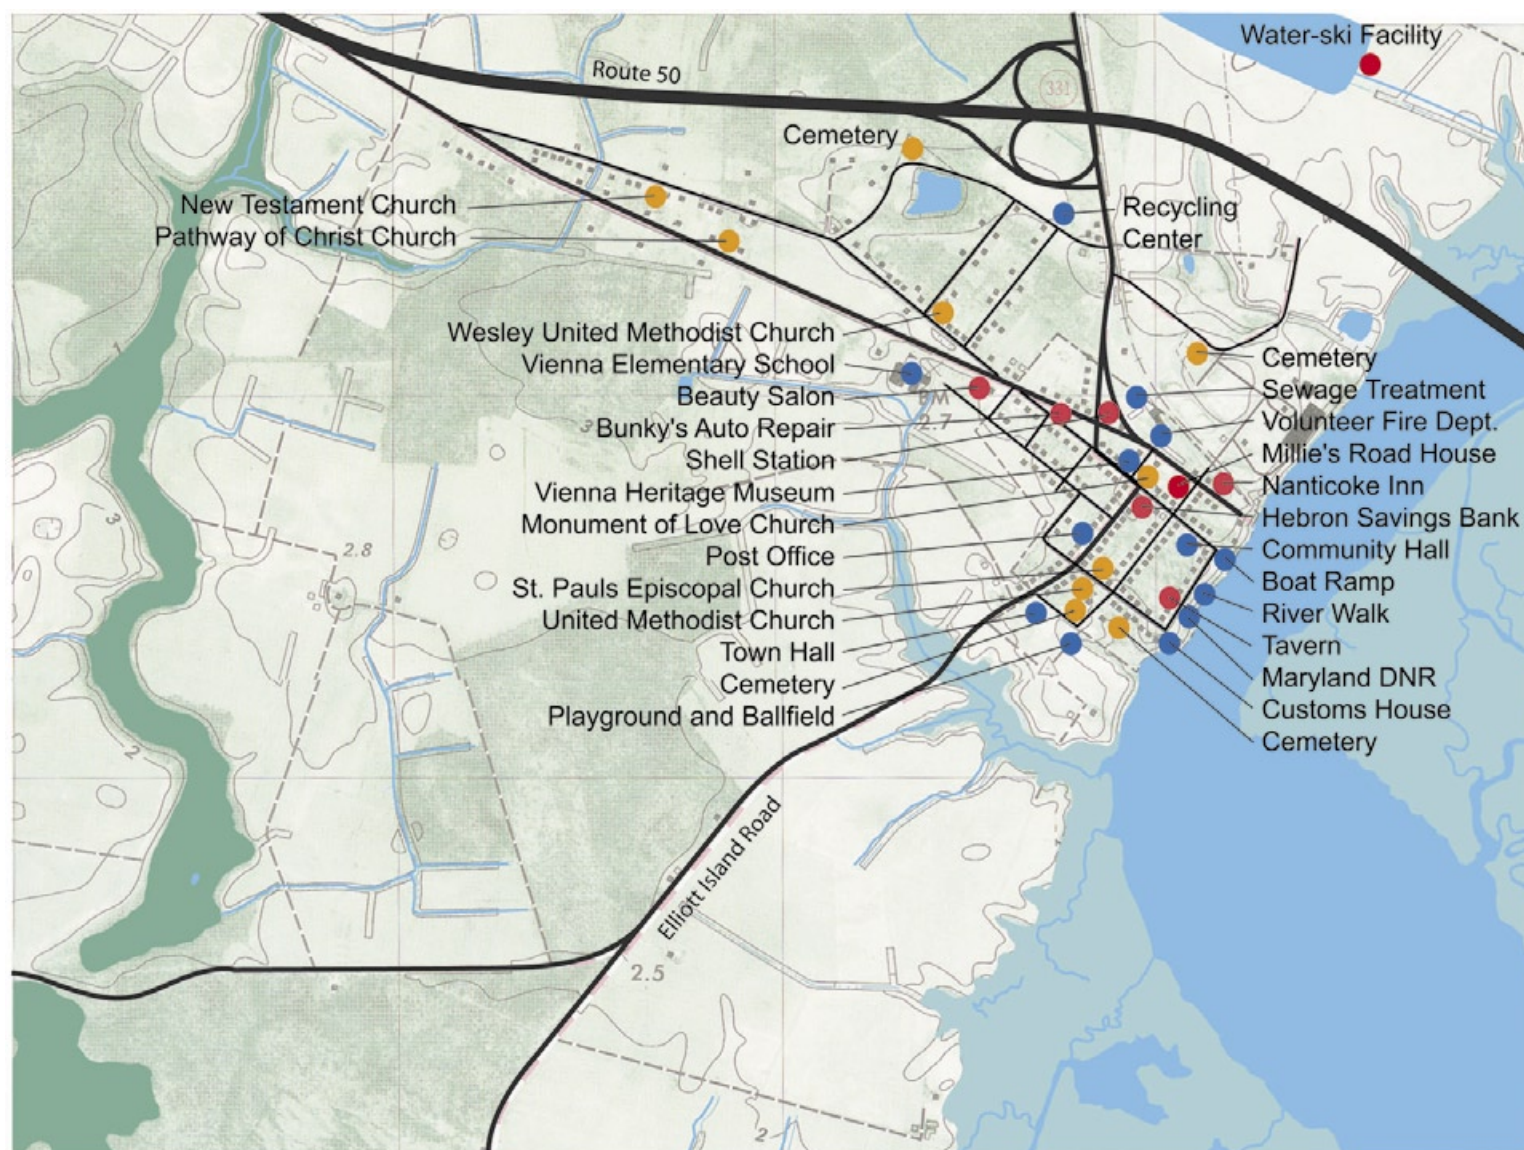 Water-ski Facility
Route 50
331
Cemetery
New Testament Church
Pathway of Christ Church
Recycling
Center
Wesley United Methodist Church
Vienna Elementary School
Beauty Salon
Bunky's Auto Repair
Shell Station
Vienna Heritage Museum
Monument of Love Church
Post Office
St. Pauls Episcopal Church
United Methodist Church
Town Hall
Cemetery
Playground and Ballfield
Cemetery
Sewage Treatment
Volunteer Fire Dept.
Millie's Road House
Nanticoke Inn
Hebron Savings Bank
Community Hall
Boat Ramp
River Walk
Tavern
Maryland DNR
Customs House
Cemetery
BM
2.7
1
3
3
2.8
2
Elliott Island Road
2.5
2